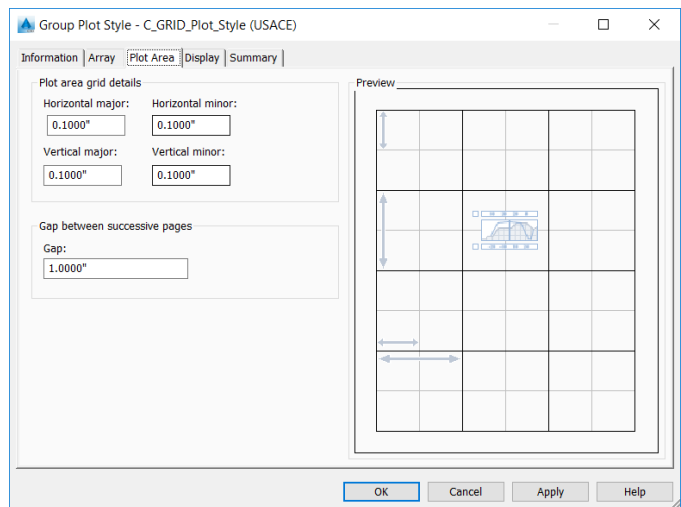 Group Plot Style - C_GRID_Plot_Style (USACE)
Information Array Plot Area Display Summary
Plot area grid details
Horizontal major: Horizontal minor:
0.1000" 0.1000"
Vertical major: Vertical minor:
0.1000" 0.1000"
Gap between successive pages
Gap:
1.0000"
Preview
OK Cancel Apply Help